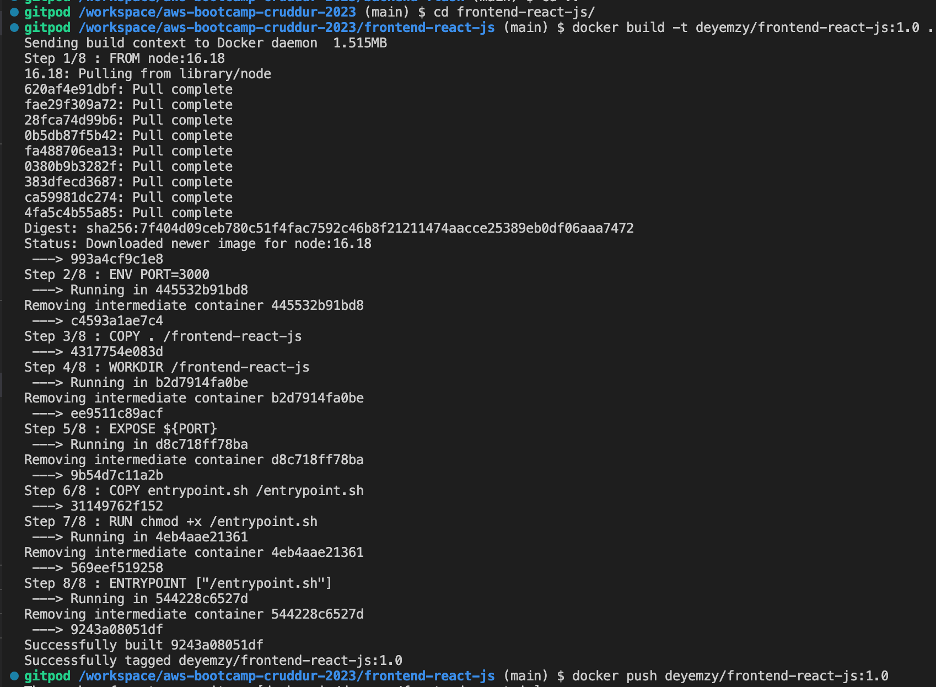 gitpod /workspace/aws-bootcamp-cruddur-2023 (main) $ cd frontend-react-js/
gitpod /workspace/aws-bootcamp-cruddur-2023/frontend-react-js (main) $ docker build -t deyemzy/frontend-react-js:1.0 .
Sending build context to Docker daemon  1.515MB
Step 1/8 : FROM node:16.18
16.18: Pulling from library/node
620af4e91dbf: Pull complete
fae29f309a72: Pull complete
28fca74d99b6: Pull complete
0b5db87f5b42: Pull complete
fa488706ea13: Pull complete
0380b9b3282f: Pull complete
383dfecd3687: Pull complete
ca59981dc274: Pull complete
4fa5c4b55a85: Pull complete
Digest: sha256:7f404d09ceb780c51f4fac7592c46b8f21211474aacce25389eb0df06aaa7472
Status: Downloaded newer image for node:16.18
---> 993a4cf9c1e8
Step 2/8 : ENV PORT=3000
---> Running in 445532b91bd8
Removing intermediate container 445532b91bd8
---> c4593a1ae7c4
Step 3/8 : COPY . /frontend-react-js
---> 4317754e083d
Step 4/8 : WORKDIR /frontend-react-js
---> Running in b2d7914fa0be
Removing intermediate container b2d7914fa0be
---> ee9511c89acf
Step 5/8 : EXPOSE ${PORT}
---> Running in d8c718ff78ba
Removing intermediate container d8c718ff78ba
---> 9b54d7c11a2b
Step 6/8 : COPY entrypoint.sh /entrypoint.sh
---> 31149762f152
Step 7/8 : RUN chmod +x /entrypoint.sh
---> Running in 4eb4aae21361
Removing intermediate container 4eb4aae21361
---> 569eef519258
Step 8/8 : ENTRYPOINT ["/entrypoint.sh"]
---> Running in 544228c6527d
Removing intermediate container 544228c6527d
---> 9243a08051df
Successfully built 9243a08051df
Successfully tagged deyemzy/frontend-react-js:1.0
gitpod /workspace/aws-bootcamp-cruddur-2023/frontend-react-js (main) $ docker push deyemzy/frontend-react-js:1.0